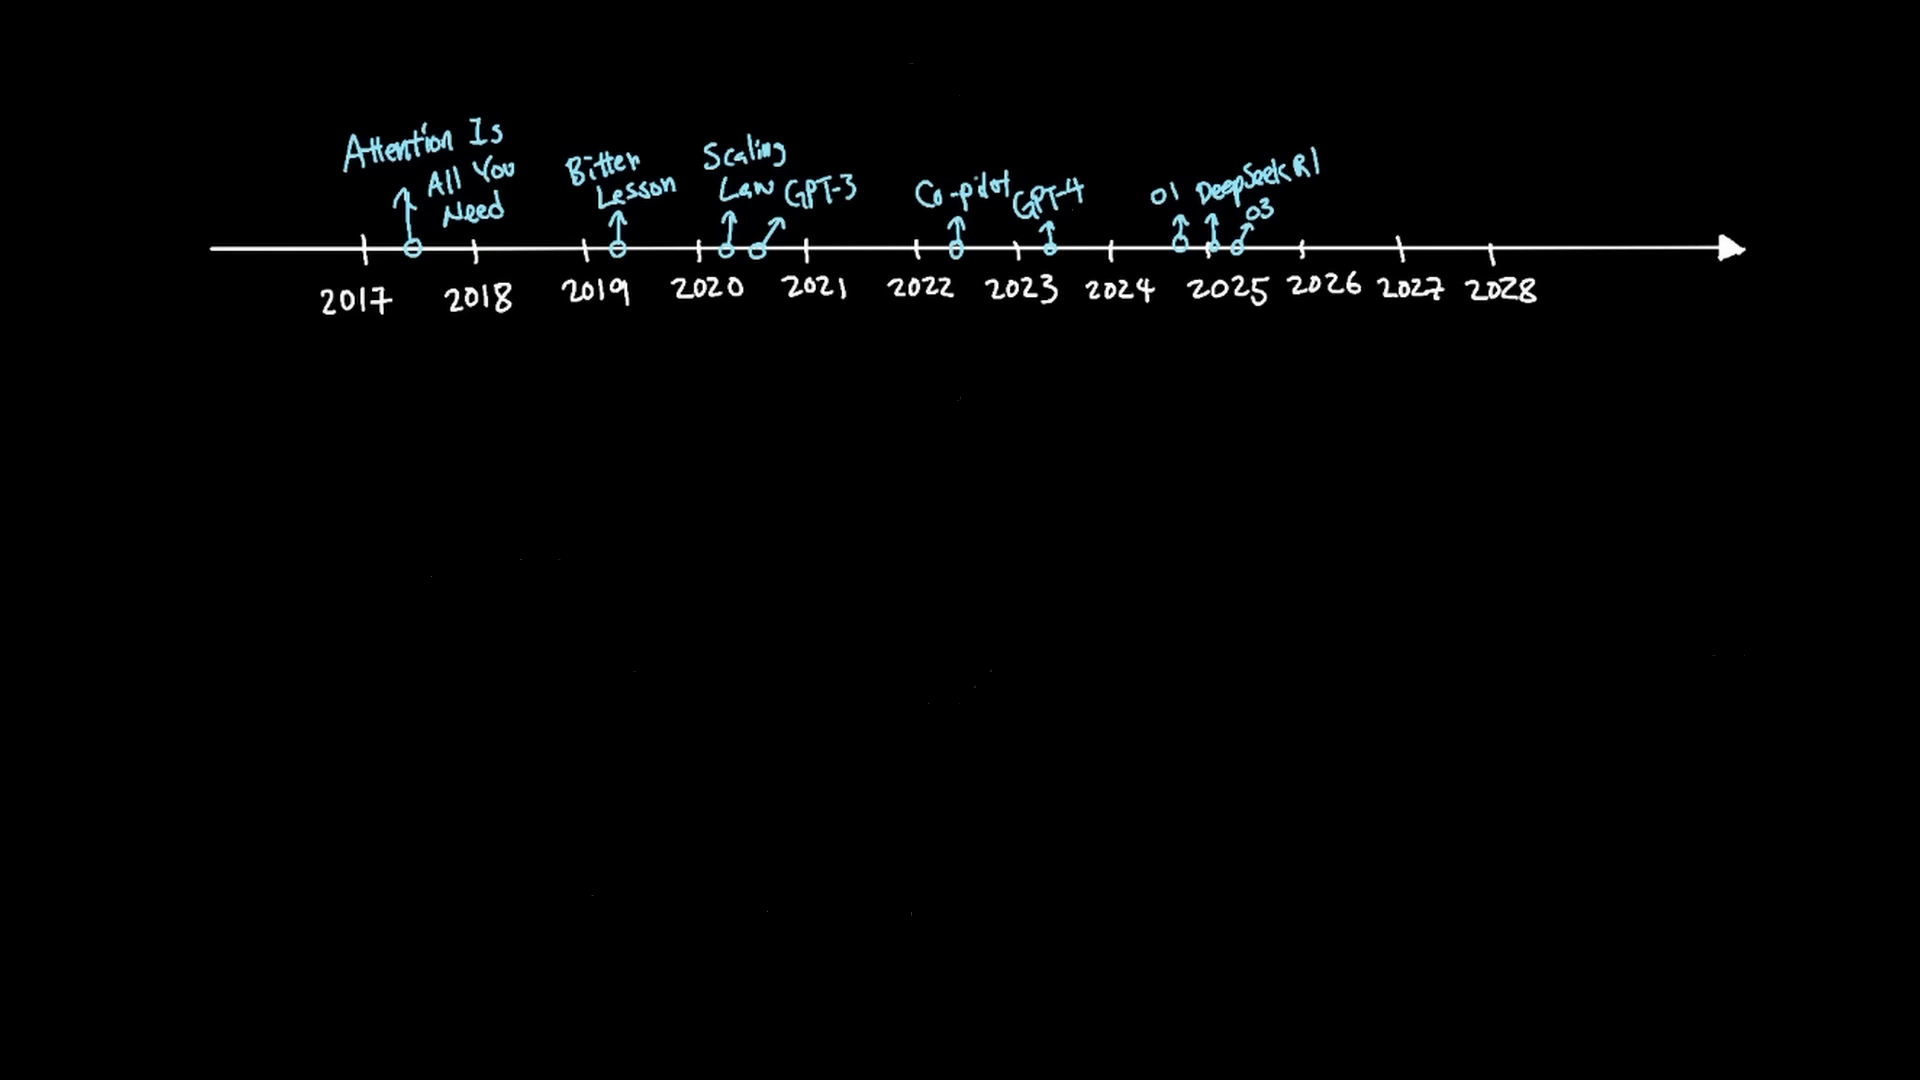 Attention Is
All You
Need
Bitter
Lesson
Scaling
Law
GPT-3
Co-pilot
GPT-4
o1
DeepSeek R1
o3
2017 2018 2019 2020 2021 2022 2023 2024 2025 2026 2027 2028